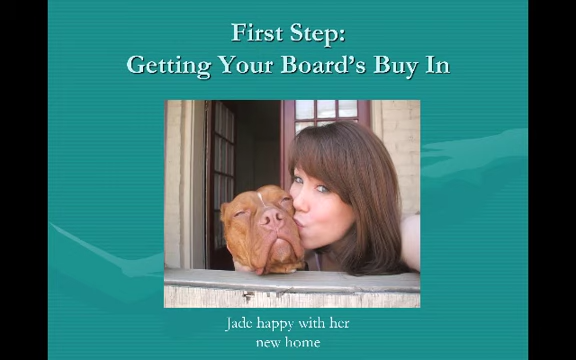 First Step:
Getting Your Board's Buy In
Jade happy with her
new home